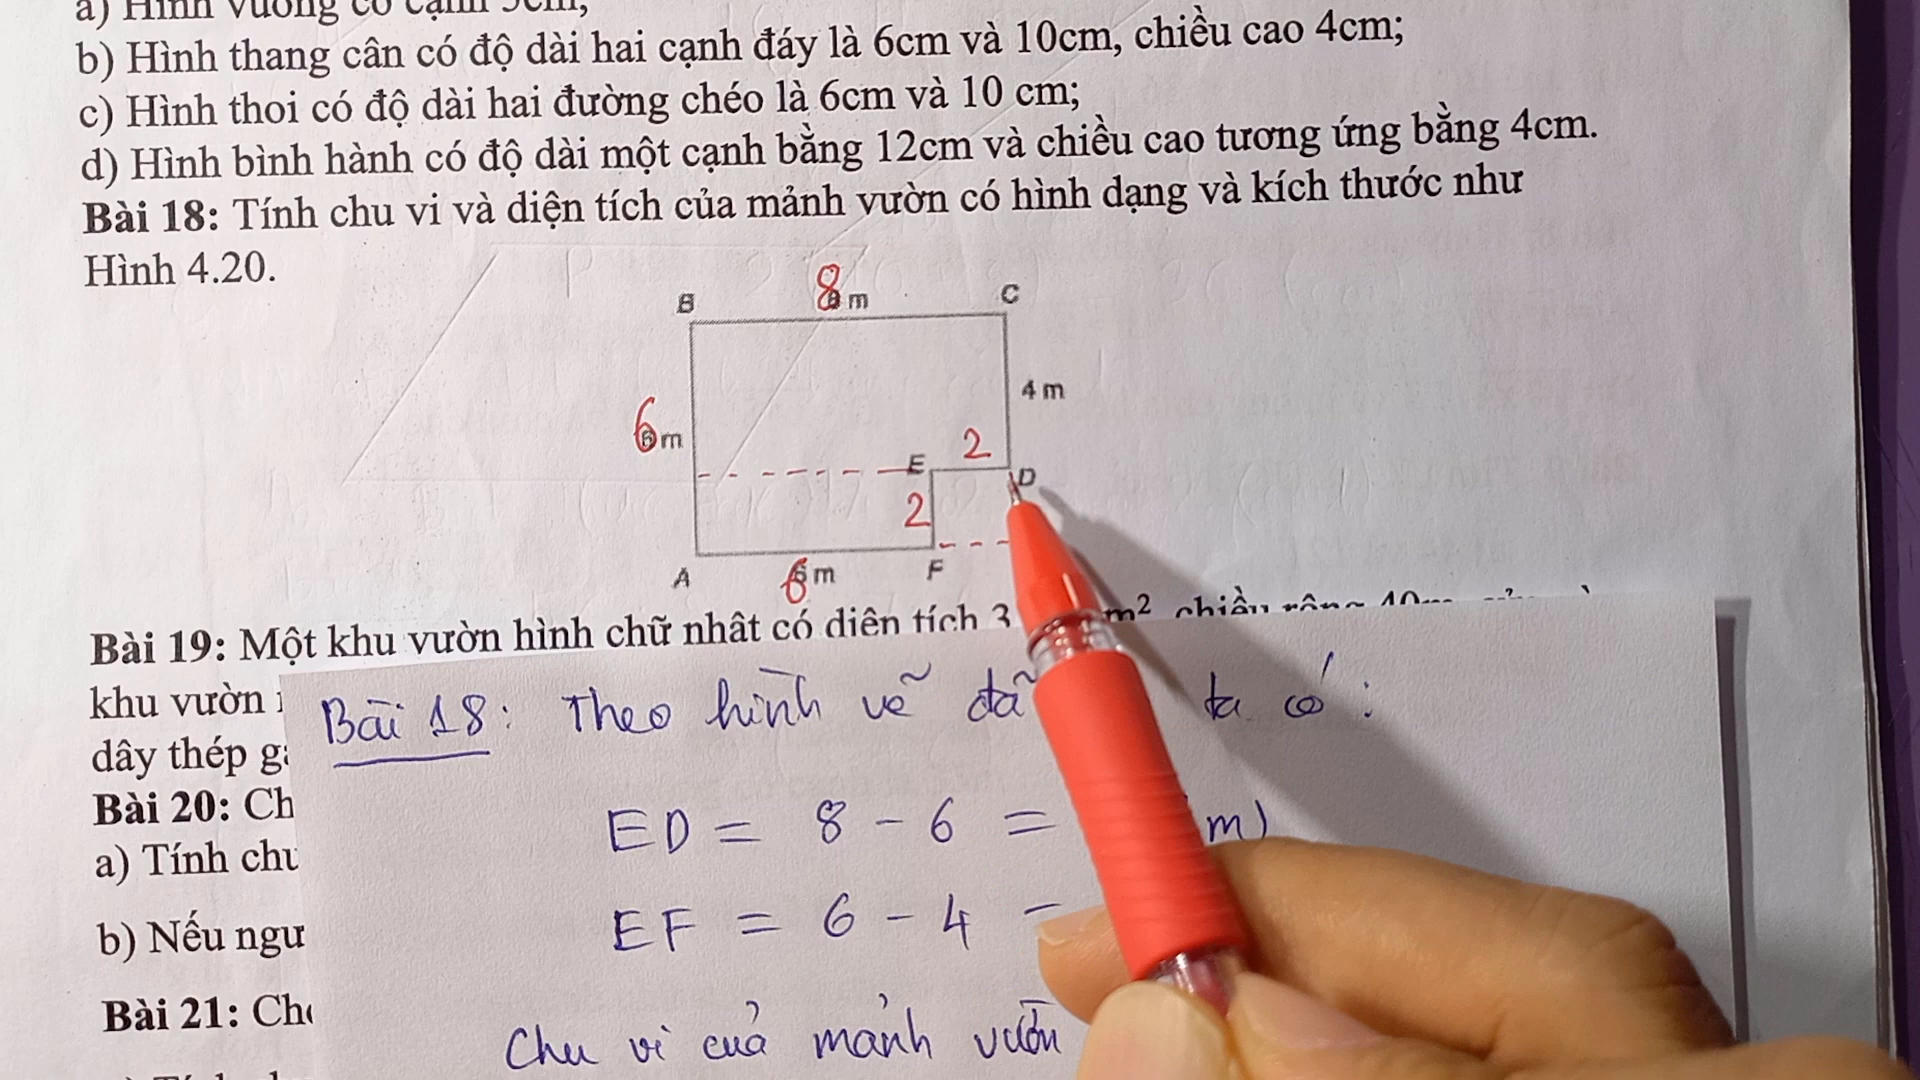 a) Hình vuông có cạnh 5cm;
b) Hình thang cân có độ dài hai cạnh đáy là 6cm và 10cm, chiều cao 4cm;
c) Hình thoi có độ dài hai đường chéo là 6cm và 10 cm;
d) Hình bình hành có độ dài một cạnh bằng 12cm và chiều cao tương ứng bằng 4cm.
Bài 18: Tính chu vi và diện tích của mảnh vườn có hình dạng và kích thước như
Hình 4.20.
B 8 m C
4 m
6 m
E 2 D
2
A 6 m F
Bài 19: Một khu vườn hình chữ nhật có diện tích 3 m² chiều rộng 40m
khu vườn
dây thép
Bài 18: Theo hình vẽ đã ta có:
Bài 20: Ch
ED = 8 - 6 = m)
a) Tính chu
EF = 6 - 4 =
b) Nếu ngư
Bài 21: Ch
Chu vi của mảnh vườn